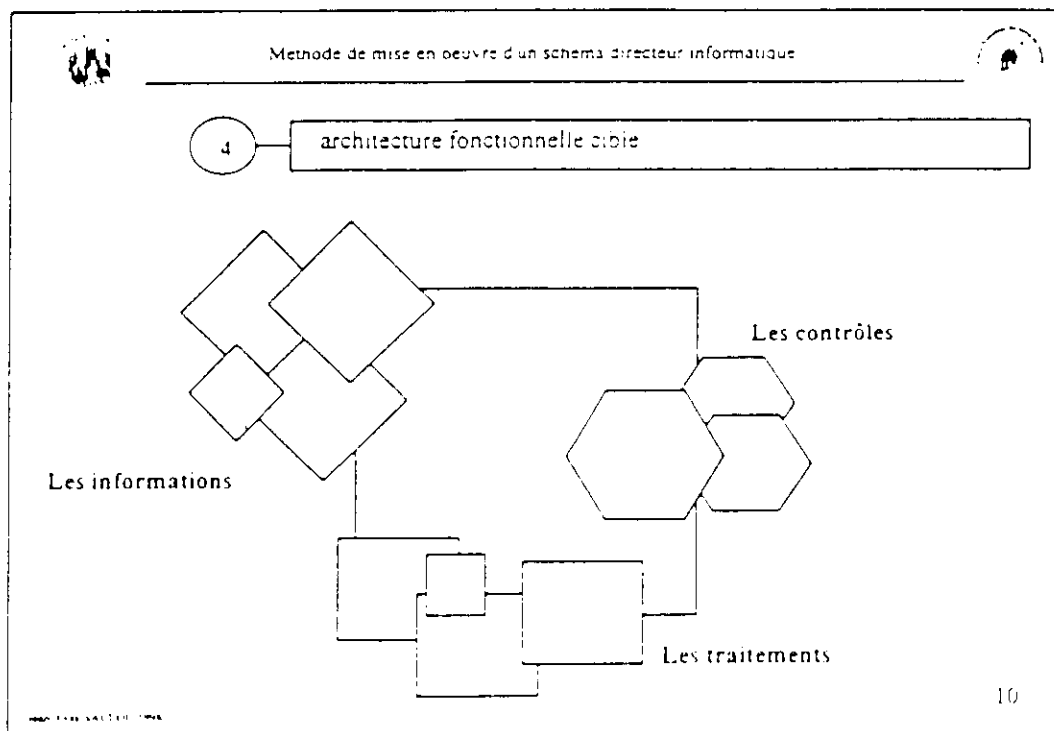 Methode de mise en oeuvre d'un schema directeur informatique
4
architecture fonctionnelle cible
Les contrôles
Les informations
Les traitements
10